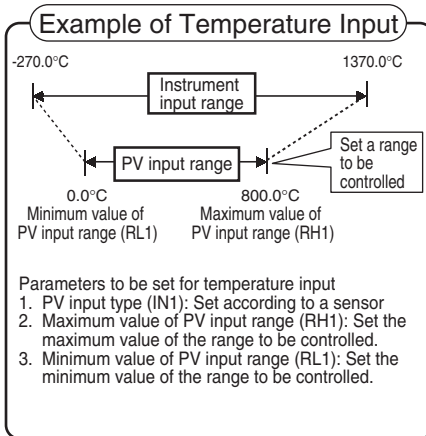 Example of Temperature Input
-270.0°C 1370.0°C
Instrument
input range
PV input range
Set a range
to be
controlled
0.0°C 800.0°C
Minimum value of Maximum value of
PV input range (RL1) PV input range (RH1)
Parameters to be set for temperature input
1. PV input type (IN1): Set according to a sensor
2. Maximum value of PV input range (RH1): Set the
maximum value of the range to be controlled.
3. Minimum value of PV input range (RL1): Set the
minimum value of the range to be controlled.